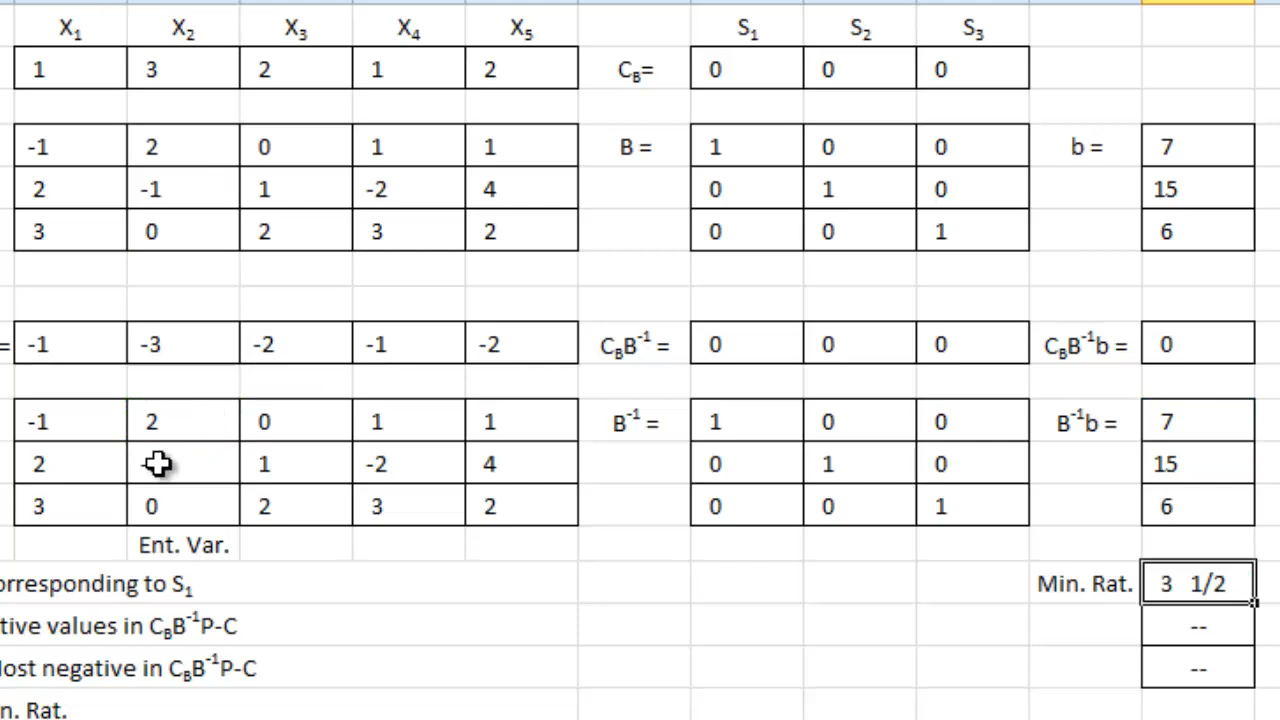 X₁ X₂ X₃ X₄ X₅ S₁ S₂ S₃
1 3 2 1 2 C_B= 0 0 0
-1 2 0 1 1 B = 1 0 0 b = 7
2 -1 1 -2 4 0 1 0 15
3 0 2 3 2 0 0 1 6
= -1 -3 -2 -1 -2 C_BB⁻¹ = 0 0 0 C_BB⁻¹b = 0
-1 2 0 1 1 B⁻¹ = 1 0 0 B⁻¹b = 7
2 1 -2 4 0 1 0 15
3 0 2 3 2 0 0 1 6
Ent. Var.
orresponding to S₁ Min. Rat. 3 1/2
tive values in C_BB⁻¹P-C --
ost negative in C_BB⁻¹P-C --
n. Rat.